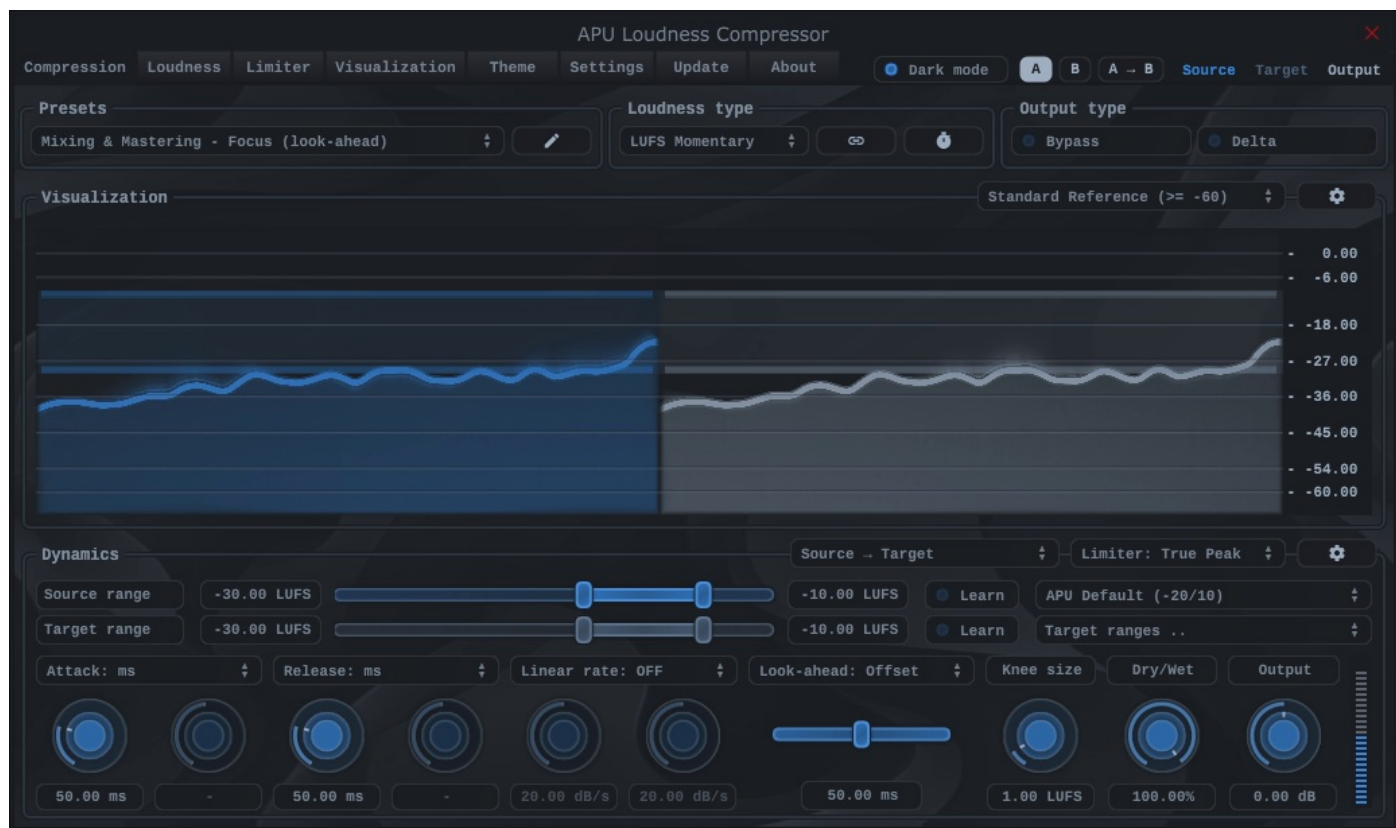 APU Loudness Compressor
Compression Loudness Limiter Visualization Theme Settings Update About Dark mode A B A → B Source Target Output
Presets Loudness type Output type
Mixing & Mastering - Focus (look-ahead) LUFS Momentary Bypass Delta
Visualization Standard Reference (>= -60)
- 0.00
- -6.00
- -18.00
- -27.00
- -36.00
- -45.00
- -54.00
- -60.00
Dynamics Source → Target Limiter: True Peak
Source range -30.00 LUFS -10.00 LUFS Learn APU Default (-20/10)
Target range -30.00 LUFS -10.00 LUFS Learn Target ranges ..
Attack: ms Release: ms Linear rate: OFF Look-ahead: Offset Knee size Dry/Wet Output
50.00 ms - 50.00 ms - 20.00 dB/s 20.00 dB/s 50.00 ms 1.00 LUFS 100.00% 0.00 dB